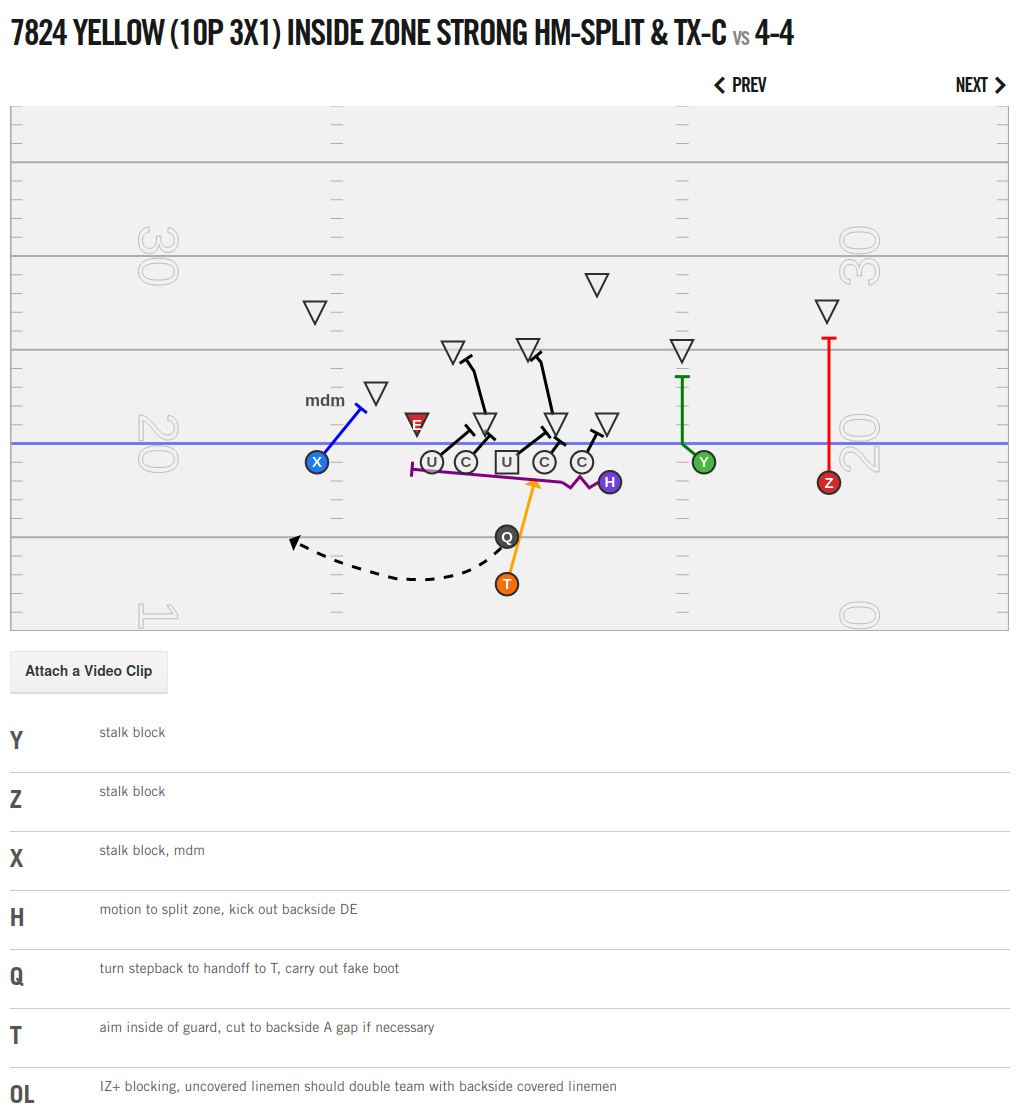 7824 YELLOW (10P 3X1) INSIDE ZONE STRONG HM-SPLIT & TX-C VS 4-4
PREV NEXT
30 30
mdm
E
20 20
X U C U C C H Y Z
Q
T
1 0
Attach a Video Clip
Y stalk block
Z stalk block
X stalk block, mdm
H motion to split zone, kick out backside DE
Q turn stepback to handoff to T, carry out fake boot
T aim inside of guard, cut to backside A gap if necessary
OL IZ+ blocking, uncovered linemen should double team with backside covered linemen